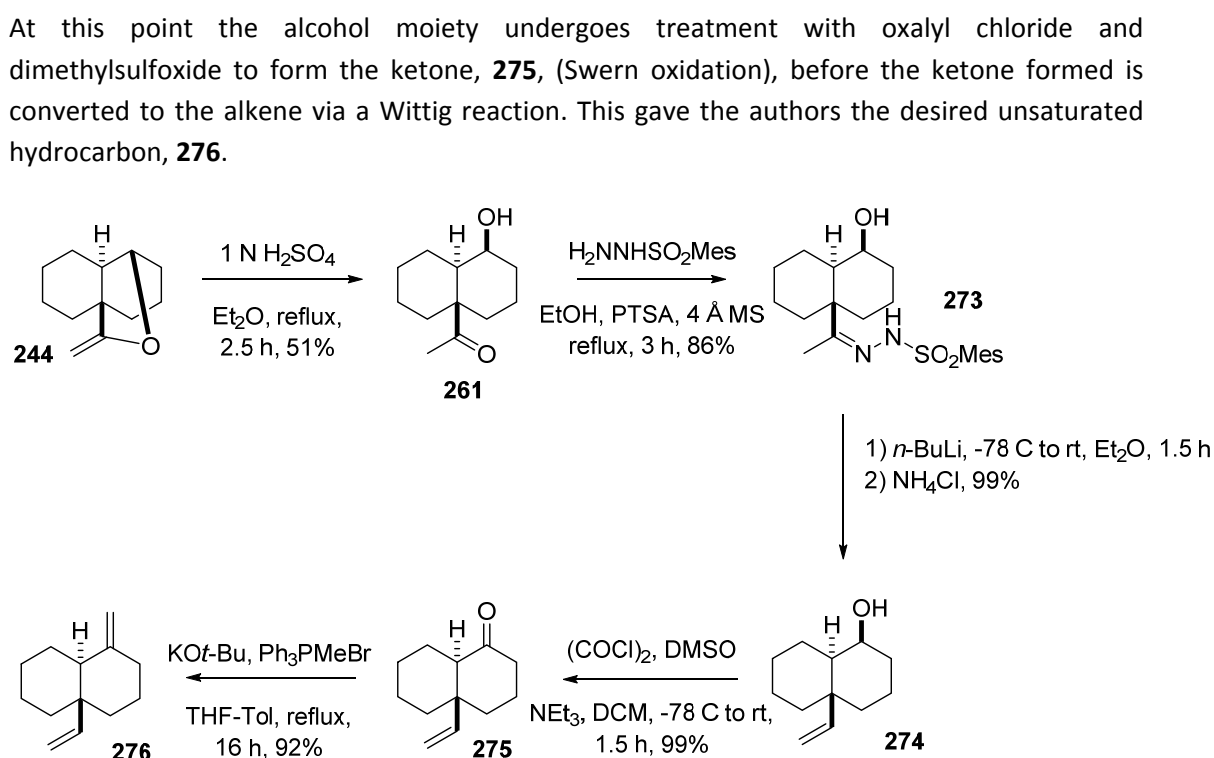 At this point the alcohol moiety undergoes treatment with oxalyl chloride and
dimethylsulfoxide to form the ketone, 275, (Swern oxidation), before the ketone formed is
converted to the alkene via a Wittig reaction. This gave the authors the desired unsaturated
hydrocarbon, 276.
H
O
244
1 N H2SO4
Et2O, reflux,
2.5 h, 51%
OH
H
O
261
H2NNHSO2Mes
EtOH, PTSA, 4 Å MS
reflux, 3 h, 86%
OH
H
H
N
N
SO2Mes
273
1) n-BuLi, -78 C to rt, Et2O, 1.5 h
2) NH4Cl, 99%
H
276
KOt-Bu, Ph3PMeBr
THF-Tol, reflux,
16 h, 92%
O
H
275
(COCl)2, DMSO
NEt3, DCM, -78 C to rt,
1.5 h, 99%
OH
H
274